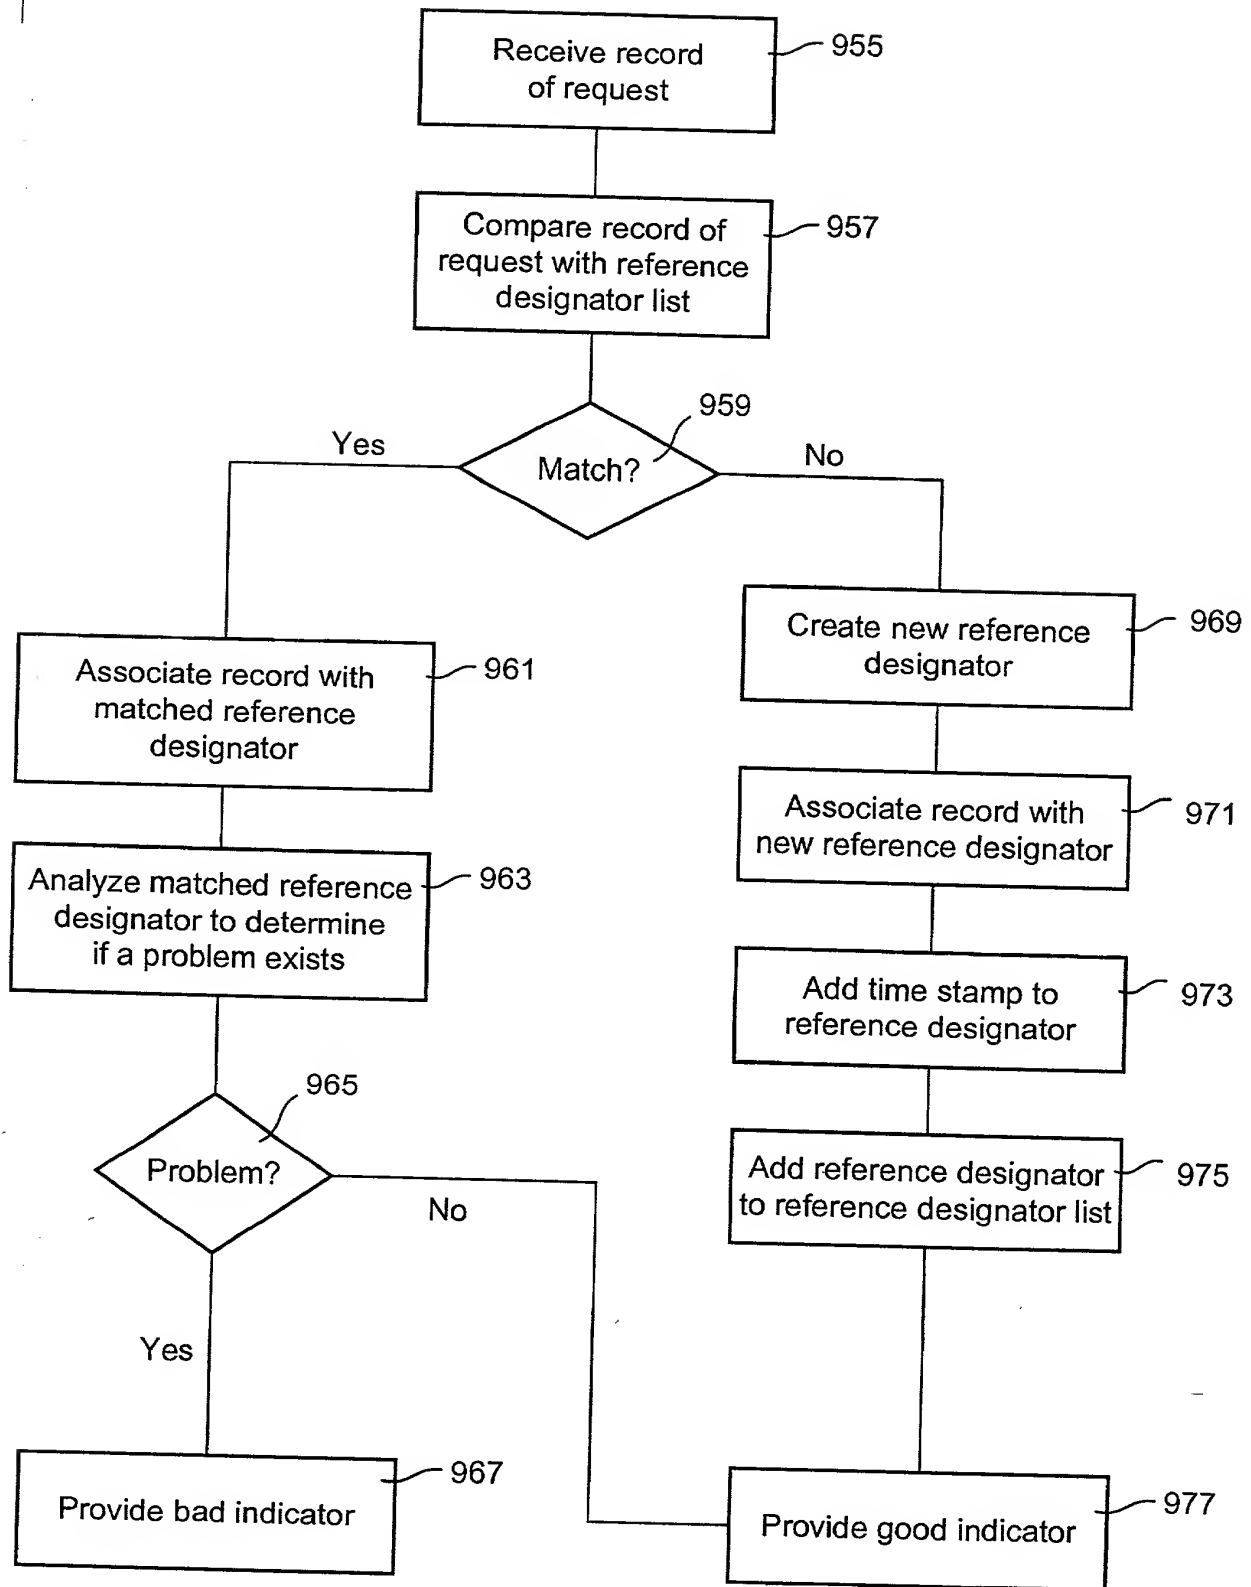 Receive record
of request
955
Compare record of
request with reference
designator list
957
959
Match?
Yes
No
Associate record with
matched reference
designator
961
Create new reference
designator
969
Associate record with
new reference designator
971
Analyze matched reference
designator to determine
if a problem exists
963
Add time stamp to
reference designator
973
965
Problem?
No
Yes
Add reference designator
to reference designator list
975
Provide bad indicator
967
Provide good indicator
977